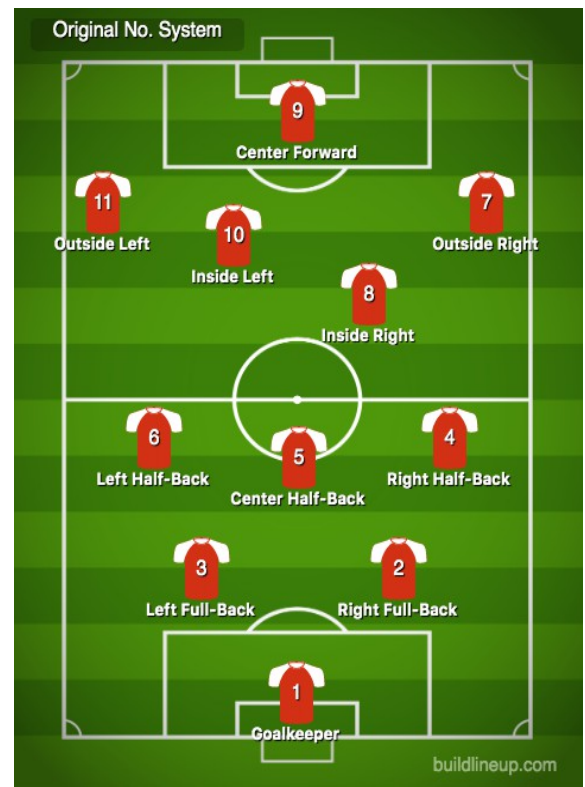 Original No. System
9
Center Forward
11
Outside Left
10
Inside Left
7
Outside Right
8
Inside Right
6
Left Half-Back
5
Center Half-Back
4
Right Half-Back
3
Left Full-Back
2
Right Full-Back
1
Goalkeeper
buildlineup.com